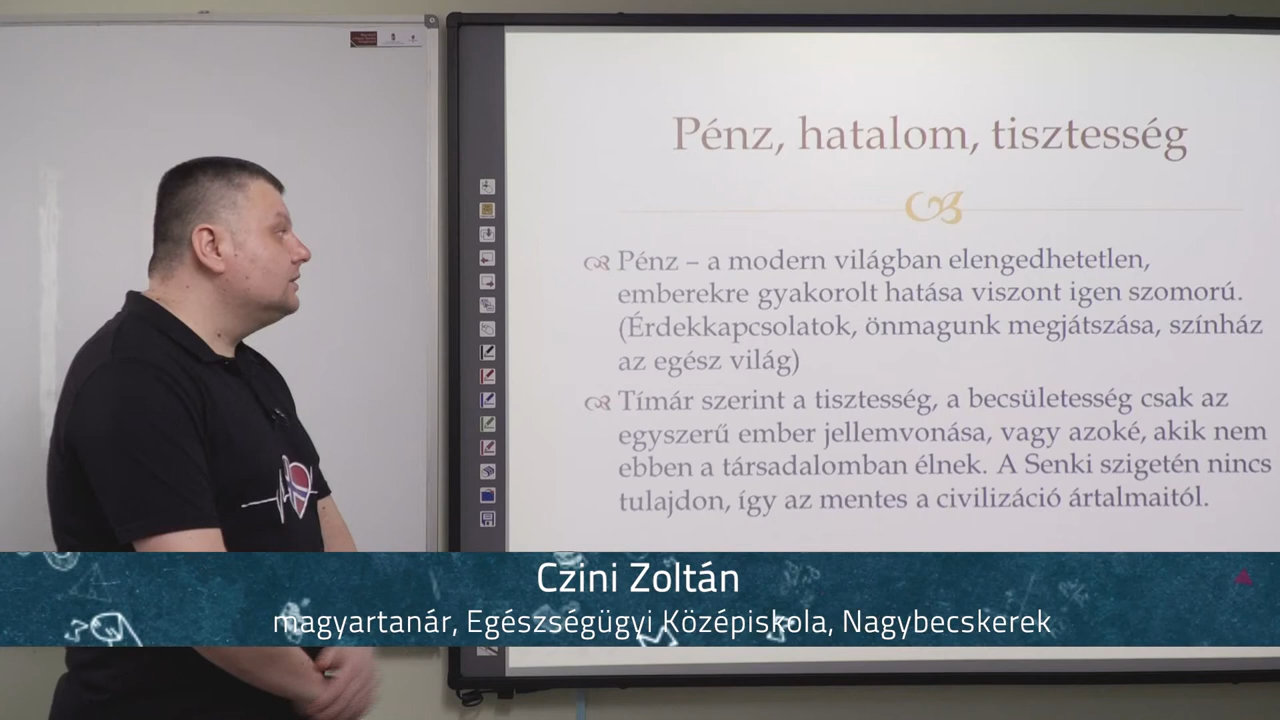 Pénz, hatalom, tisztesség
Pénz – a modern világban elengedhetetlen,
emberekre gyakorolt hatása viszont igen szomorú.
(Érdekkapcsolatok, önmagunk megjátszása, színház
az egész világ)
Tímár szerint a tisztesség, a becsületesség csak az
egyszerű ember jellemvonása, vagy azoké, akik nem
ebben a társadalomban élnek. A Senki szigetén nincs
tulajdon, így az mentes a civilizáció ártalmaitól.
Czini Zoltán
magyartanár, Egészségügyi Középiskola, Nagybecskerek